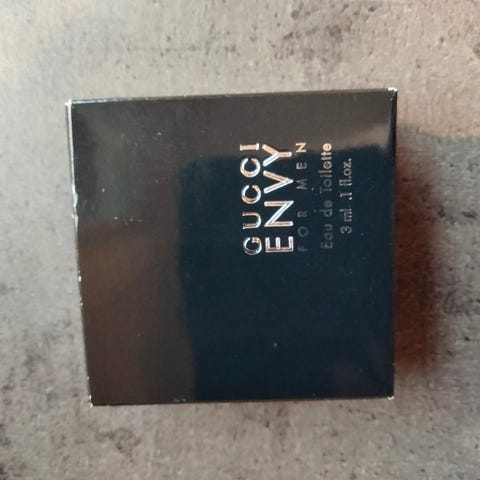 GUCCI
ENVY
FOR MEN
Eau de Toilette
3 ml .1 fl.oz.